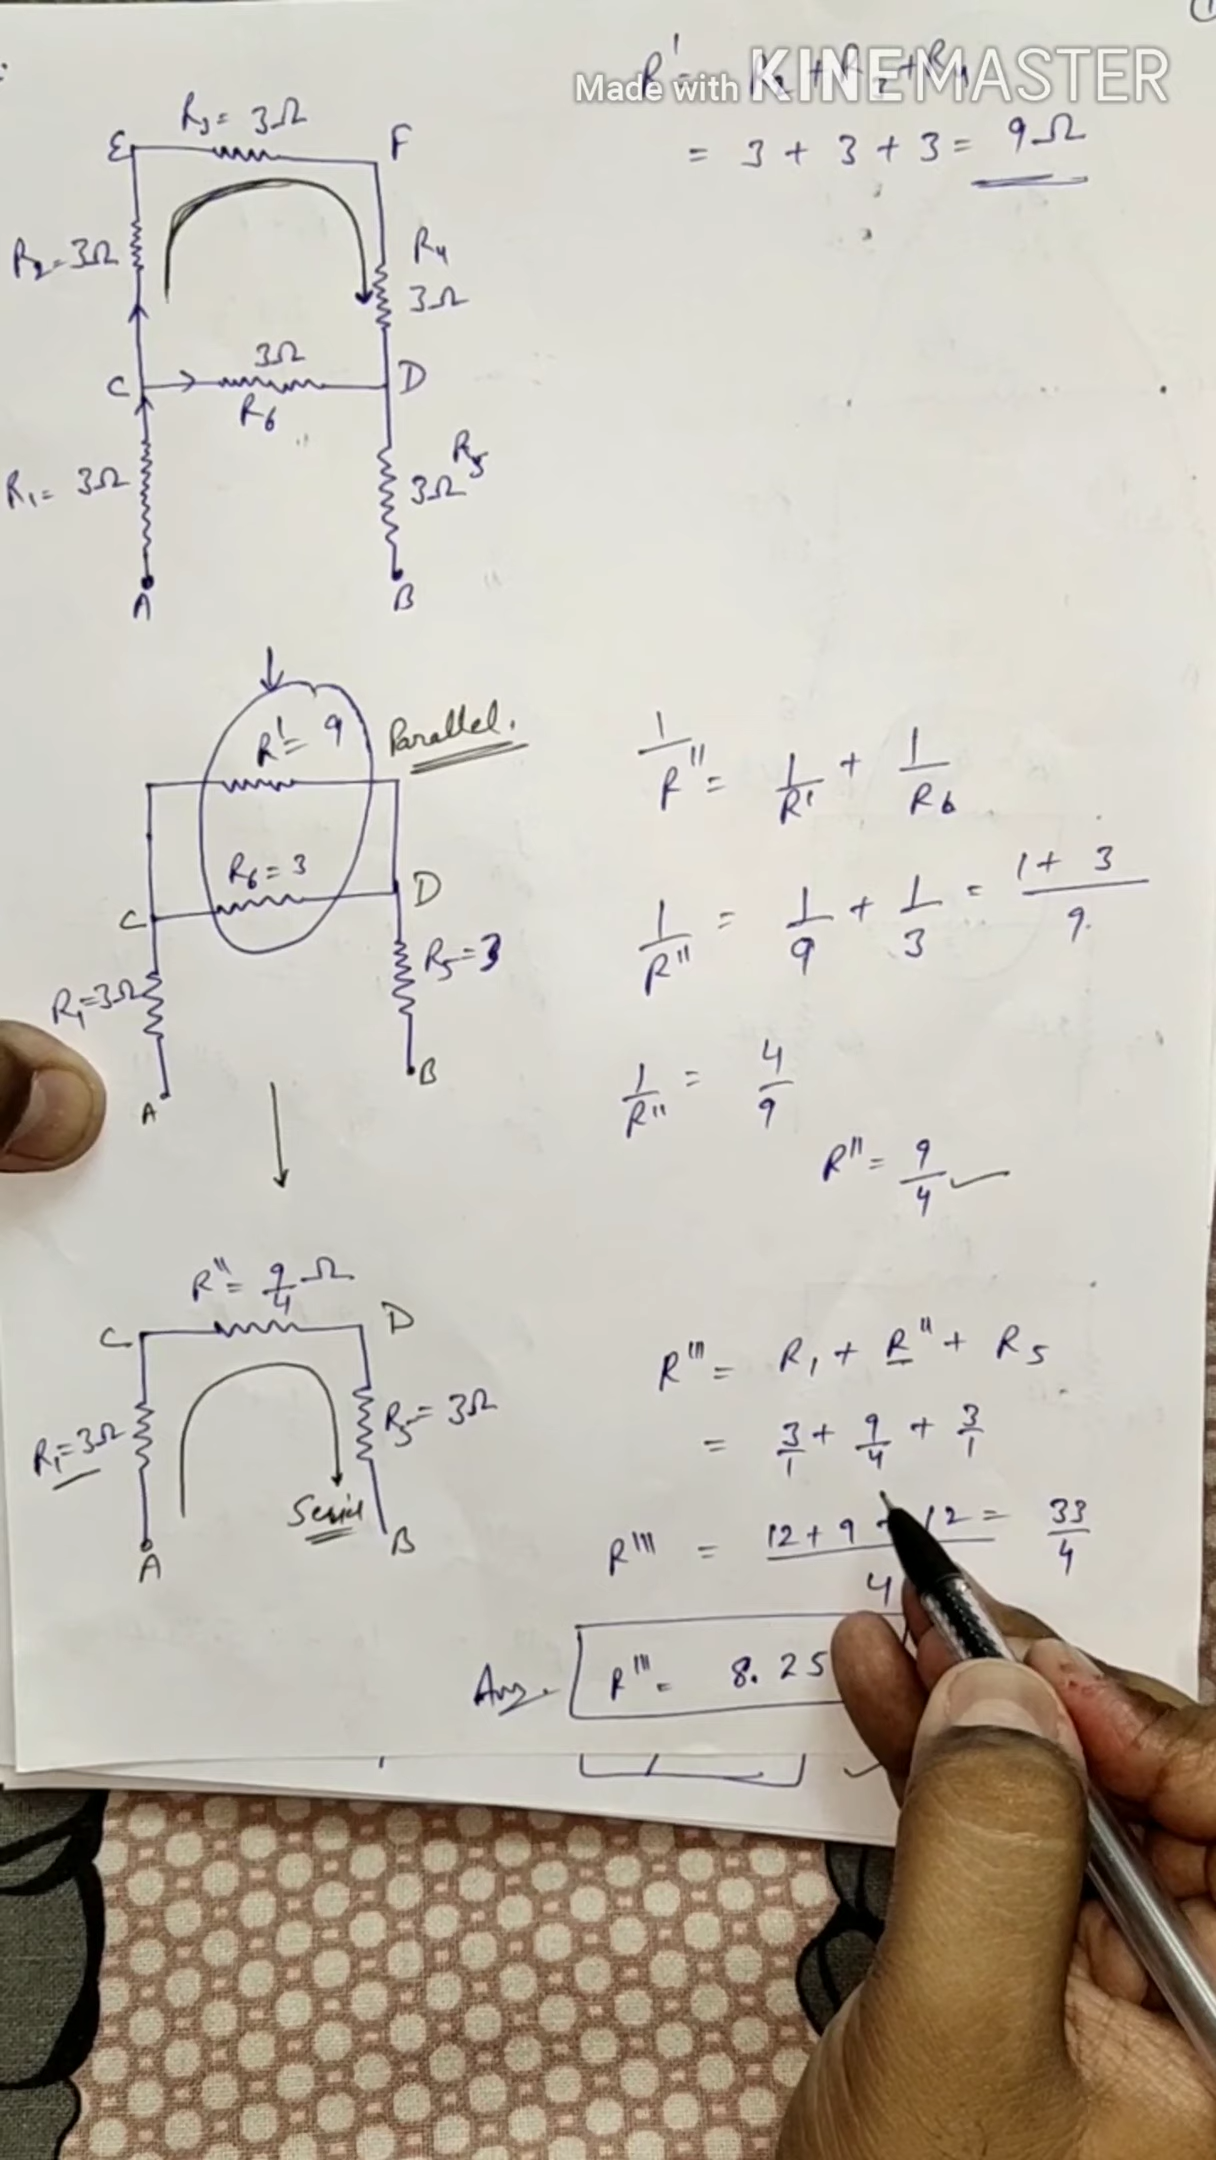 Made with KINEMASTER
R' = R2 + R3 + R4
= 3 + 3 + 3 = 9Ω
R3 = 3Ω
E
F
R2 = 3Ω
R4
3Ω
3Ω
C
D
R6
R1 = 3Ω
R5
3Ω
A
B
R' = 9
Parallel.
R6 = 3
C
D
R1 = 3Ω
R5 = 3
A
B
1/R'' = 1/R' + 1/R6
1/R'' = 1/9 + 1/3 = 1 + 3/9.
1/R'' = 4/9
R'' = 9/4
R'' = 9/4 Ω
C
D
R1 = 3Ω
R5 = 3Ω
Series
A
B
R''' = R1 + R'' + R5
= 3/1 + 9/4 + 3/1
R''' = 12 + 9 + 12/4 = 33/4
Ans. R''' = 8.25